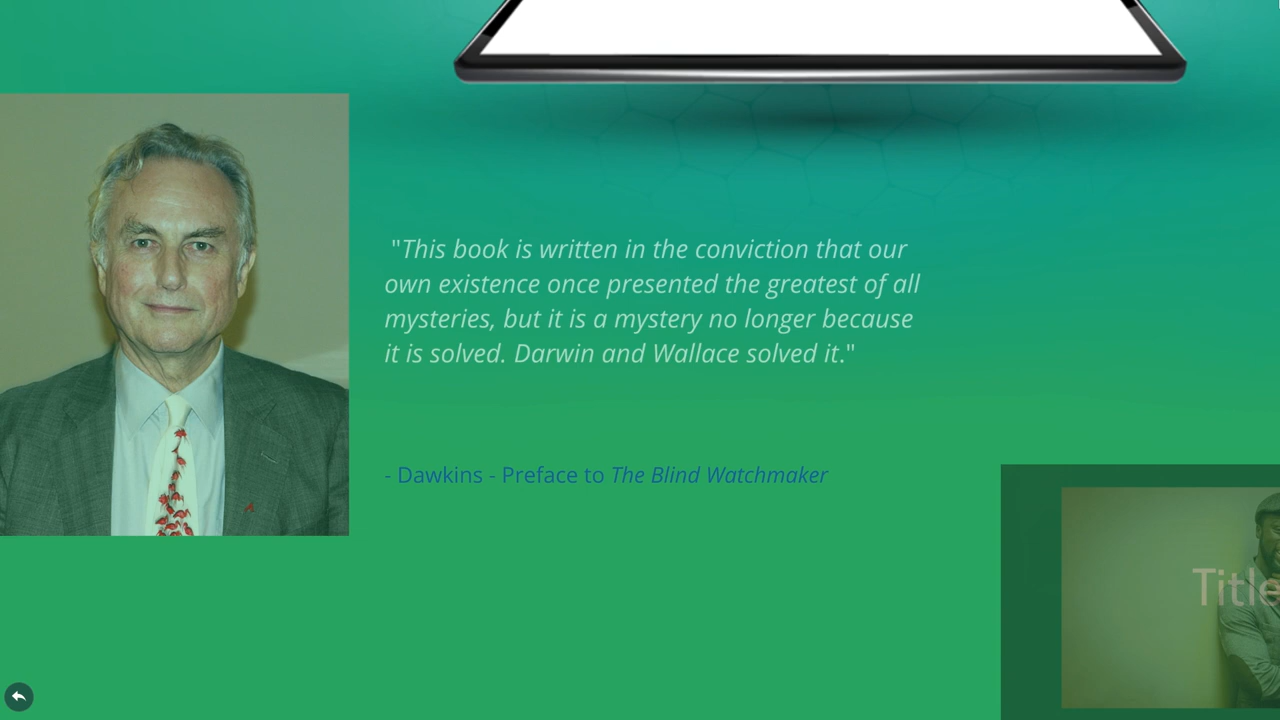 "This book is written in the conviction that our
own existence once presented the greatest of all
mysteries, but it is a mystery no longer because
it is solved. Darwin and Wallace solved it."
- Dawkins - Preface to The Blind Watchmaker
Title